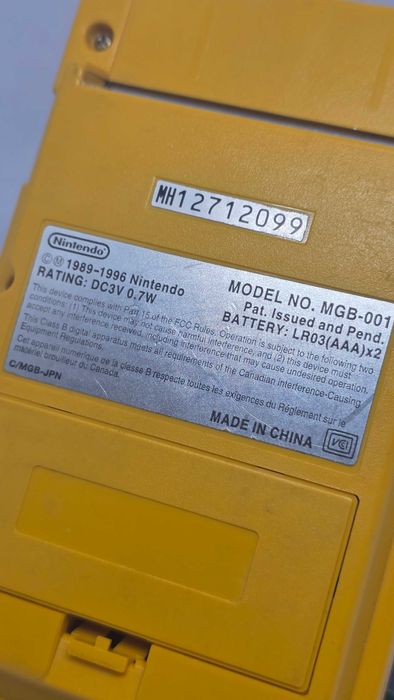 MH12712099
Nintendo
©Ⓜ 1989-1996 Nintendo
RATING: DC3V 0.7W
MODEL NO. MGB-001
Pat. Issued and Pend.
BATTERY: LR03(AAA)x2
This device complies with Part 15 of the FCC Rules. Operation is subject to the following two
conditions: (1) This device may not cause harmful interference, and (2) this device must
accept any interference received, including interference that may cause undesired operation.
This Class B digital apparatus meets all requirements of the Canadian Interference-Causing
Equipment Regulations.
Cet appareil numérique de la classe B respecte toutes les exigences du Réglement sur le
matériel brouilleur du Canada.
C/MGB-JPN
MADE IN CHINA
VCI